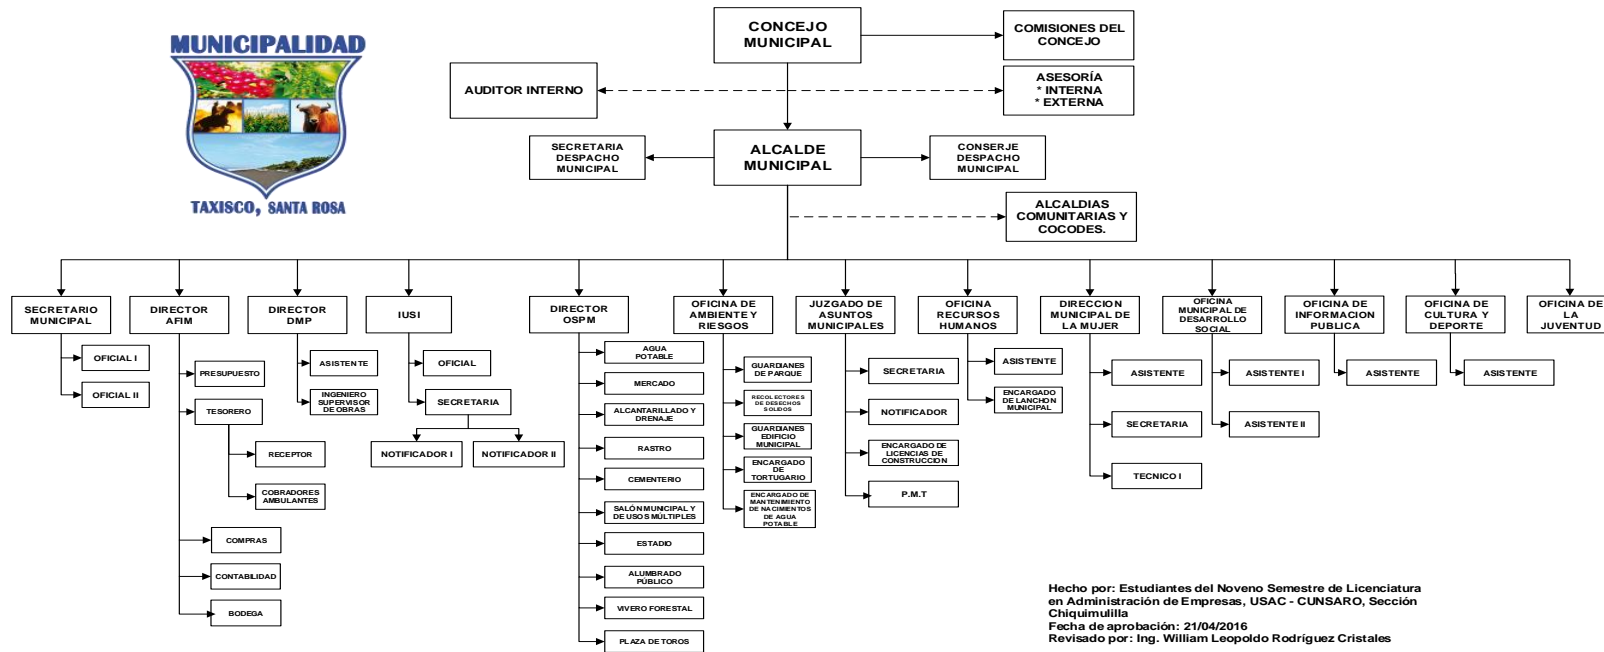 MUNICIPALIDAD
TAXISCO, SANTA ROSA
CONCEJO
MUNICIPAL
COMISIONES DEL
CONCEJO
AUDITOR INTERNO
ASESORÍA
* INTERNA
* EXTERNA
SECRETARIA
DESPACHO
MUNICIPAL
ALCALDE
MUNICIPAL
CONSERJE
DESPACHO
MUNICIPAL
ALCALDIAS
COMUNITARIAS Y
COCODES.
SECRETARIO
MUNICIPAL
OFICIAL I
OFICIAL II
DIRECTOR
AFIM
PRESUPUESTO
TESORERO
RECEPTOR
COBRADORES
AMBULANTES
COMPRAS
CONTABILIDAD
BODEGA
DIRECTOR
DMP
ASISTENTE
INGENIERO
SUPERVISOR
DE OBRAS
IUSI
OFICIAL
SECRETARIA
NOTIFICADOR I
NOTIFICADOR II
DIRECTOR
OSPM
AGUA
POTABLE
MERCADO
ALCANTARILLADO Y
DRENAJE
RASTRO
CEMENTERIO
SALÓN MUNICIPAL Y
DE USOS MÚLTIPLES
ESTADIO
ALUMBRADO
PÚBLICO
VIVERO FORESTAL
PLAZA DE TOROS
OFICINA DE
AMBIENTE Y
RIESGOS
GUARDIANES
DE PARQUE
RECOLECTORES
DE DESECHOS
SOLIDOS
GUARDIANES
EDIFICIO
MUNICIPAL
ENCARGADO
DE
TORTUGARIO
ENCARGADO DE
MANTENIMIENTO
DE NACIMIENTOS
DE AGUA
POTABLE
JUZGADO DE
ASUNTOS
MUNICIPALES
SECRETARIA
NOTIFICADOR
ENCARGADO DE
LICENCIAS DE
CONSTRUCCION
P.M.T
OFICINA
RECURSOS
HUMANOS
ASISTENTE
ENCARGADO
DE LANCHON
MUNICIPAL
DIRECCION
MUNICIPAL DE
LA MUJER
ASISTENTE
SECRETARIA
TECNICO I
OFICINA
MUNICIPAL DE
DESARROLLO
SOCIAL
ASISTENTE I
ASISTENTE II
OFICINA DE
INFORMACION
PUBLICA
ASISTENTE
OFICINA DE
CULTURA Y
DEPORTE
ASISTENTE
OFICINA DE
LA
JUVENTUD
Hecho por: Estudiantes del Noveno Semestre de Licenciatura
en Administración de Empresas, USAC - CUNSARO, Sección
Chiquimulilla
Fecha de aprobación: 21/04/2016
Revisado por: Ing. William Leopoldo Rodríguez Cristales